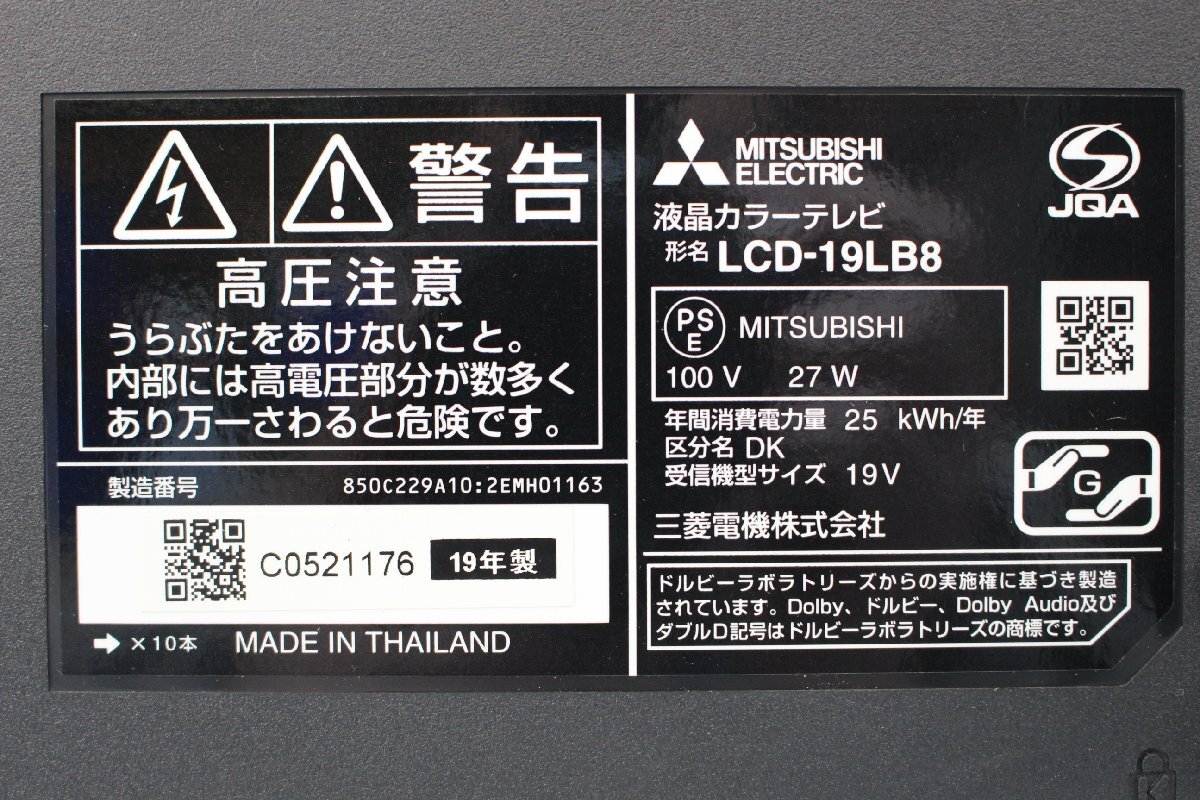 警告
高圧注意
うらぶたをあけないこと。
内部には高電圧部分が数多く
あり万一さわると危険です。
製造番号 850C229A10:2EMH01163
C0521176 19年製
×10本 MADE IN THAILAND
MITSUBISHI
ELECTRIC
JQA
液晶カラーテレビ
形名 LCD-19LB8
PS
E
MITSUBISHI
100 V 27 W
年間消費電力量 25 kWh/年
区分名 DK
受信機型サイズ 19V
G
三菱電機株式会社
ドルビーラボラトリーズからの実施権に基づき製造
されています。Dolby、ドルビー、Dolby Audio及び
ダブルD記号はドルビーラボラトリーズの商標です。
K